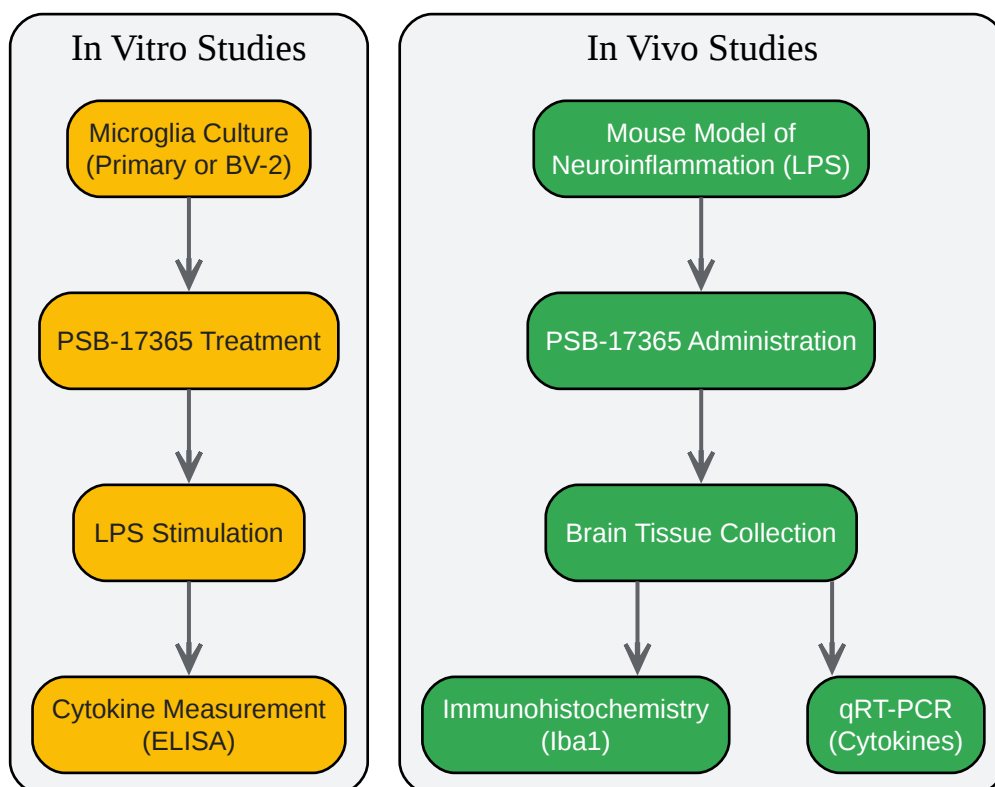 In Vitro Studies
Microglia Culture
(Primary or BV-2)
PSB-17365 Treatment
LPS Stimulation
Cytokine Measurement
(ELISA)
In Vivo Studies
Mouse Model of
Neuroinflammation (LPS)
PSB-17365 Administration
Brain Tissue Collection
Immunohistochemistry
(Iba1)
qRT-PCR
(Cytokines)